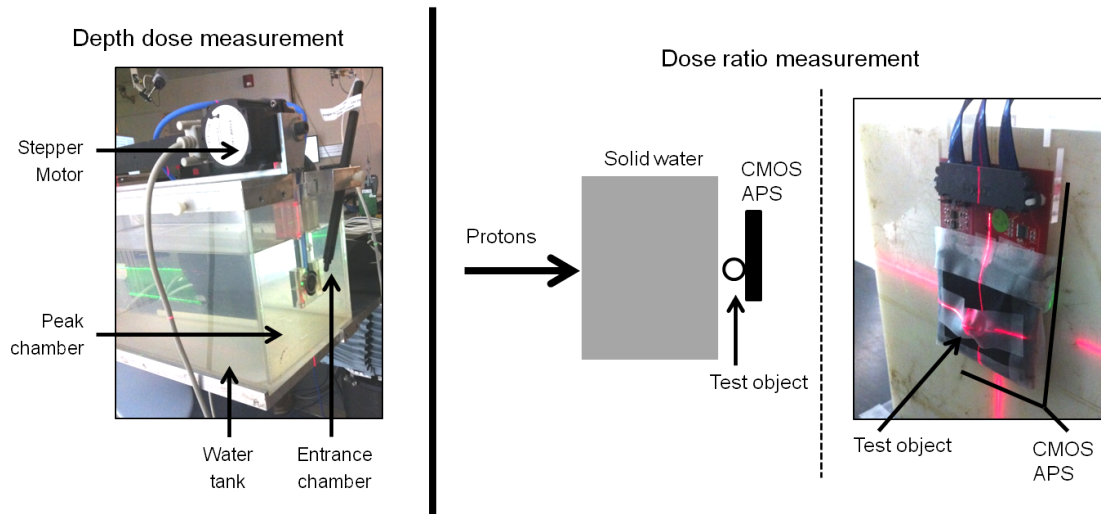 Depth dose measurement
Stepper
Motor
Peak
chamber
Water
tank
Entrance
chamber
Dose ratio measurement
Solid water
CMOS
APS
Protons
Test object
Test object
CMOS
APS